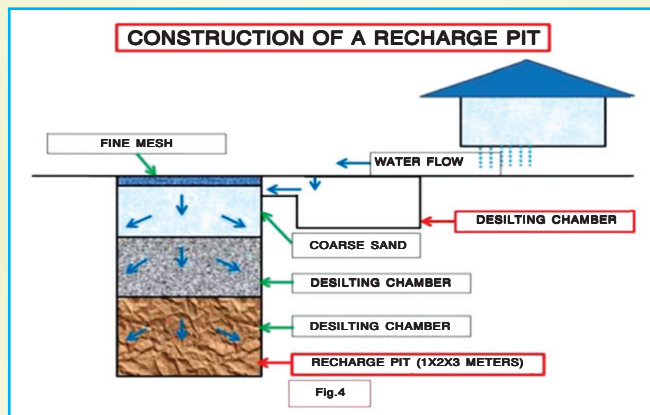 CONSTRUCTION OF A RECHARGE PIT
FINE MESH
WATER FLOW
DESILTING CHAMBER
COARSE SAND
DESILTING CHAMBER
DESILTING CHAMBER
RECHARGE PIT (1X2X3 METERS)
Fig.4